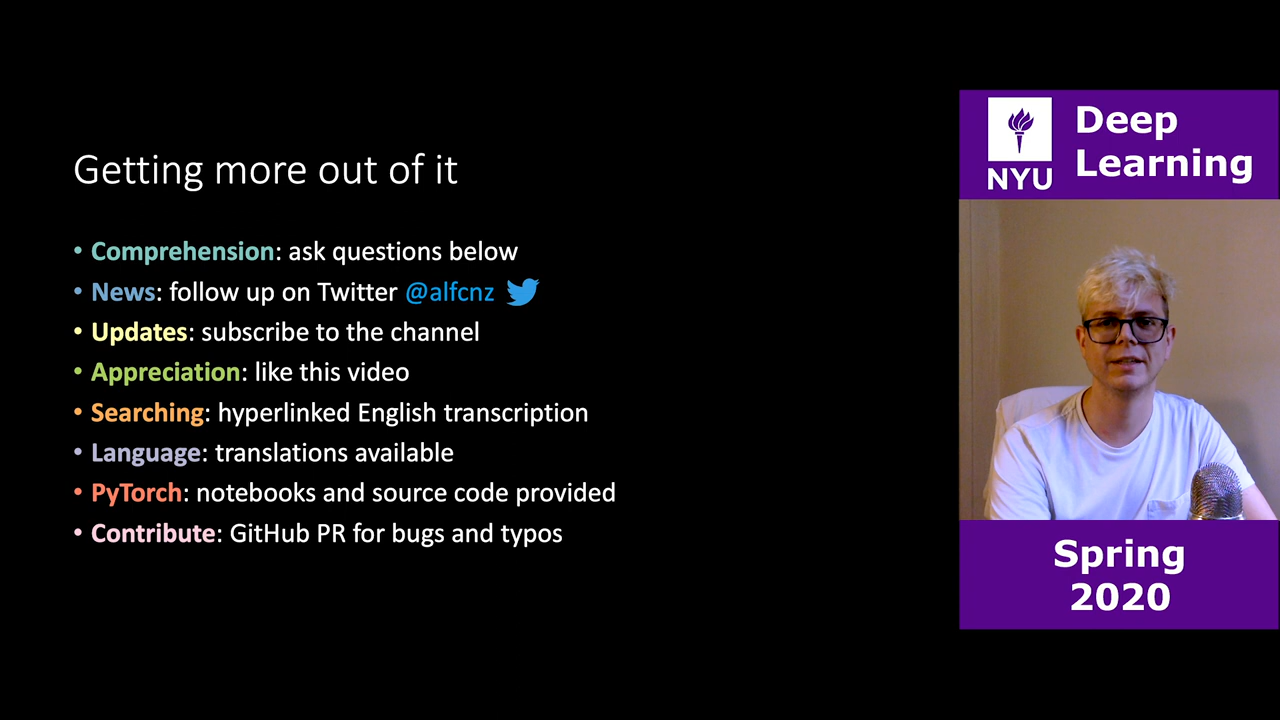 Getting more out of it
• Comprehension: ask questions below
• News: follow up on Twitter @alfcnz
• Updates: subscribe to the channel
• Appreciation: like this video
• Searching: hyperlinked English transcription
• Language: translations available
• PyTorch: notebooks and source code provided
• Contribute: GitHub PR for bugs and typos
NYU
Deep
Learning
Spring
2020